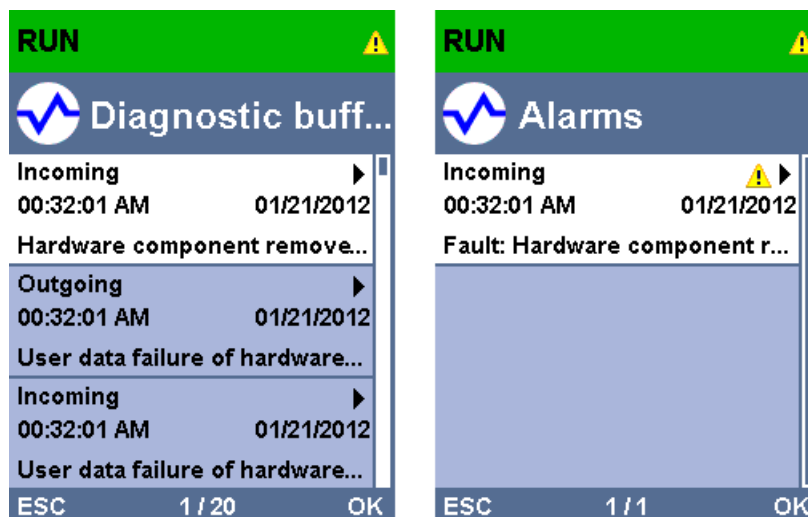 RUN
Diagnostic buff...
Incoming
00:32:01 AM 01/21/2012
Hardware component remove...
Outgoing
00:32:01 AM 01/21/2012
User data failure of hardware...
Incoming
00:32:01 AM 01/21/2012
User data failure of hardware...
ESC 1/20 OK
RUN
Alarms
Incoming
00:32:01 AM 01/21/2012
Fault: Hardware component r...
ESC 1/1 OK